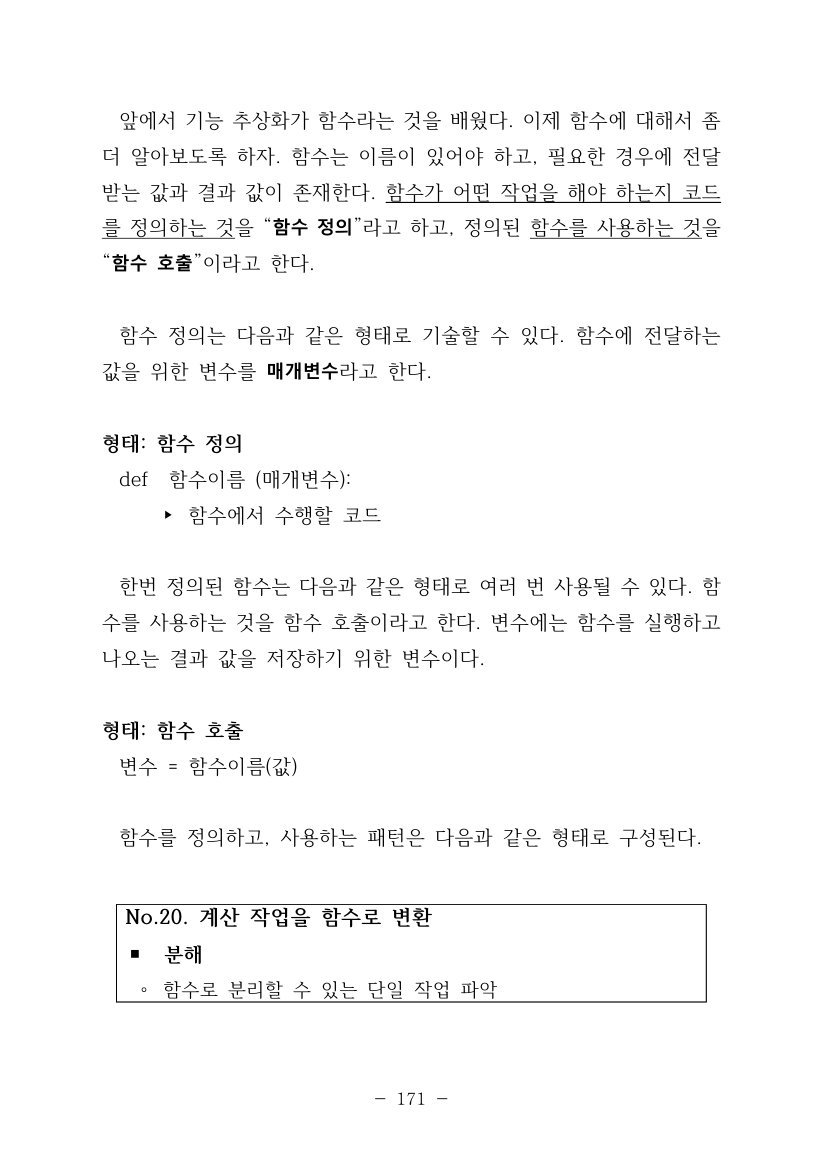 앞에서 기능 추상화가 함수라는 것을 배웠다. 이제 함수에 대해서 좀
더 알아보도록 하자. 함수는 이름이 있어야 하고, 필요한 경우에 전달
받는 값과 결과 값이 존재한다. 함수가 어떤 작업을 해야 하는지 코드
를 정의하는 것을 “함수 정의”라고 하고, 정의된 함수를 사용하는 것을
“함수 호출”이라고 한다.
함수 정의는 다음과 같은 형태로 기술할 수 있다. 함수에 전달하는
값을 위한 변수를 매개변수라고 한다.
형태: 함수 정의
def 함수이름 (매개변수):
▶ 함수에서 수행할 코드
한번 정의된 함수는 다음과 같은 형태로 여러 번 사용될 수 있다. 함
수를 사용하는 것을 함수 호출이라고 한다. 변수에는 함수를 실행하고
나오는 결과 값을 저장하기 위한 변수이다.
형태: 함수 호출
변수 = 함수이름(값)
함수를 정의하고, 사용하는 패턴은 다음과 같은 형태로 구성된다.
No.20. 계산 작업을 함수로 변환
■ 분해
◦ 함수로 분리할 수 있는 단일 작업 파악
- 171 -